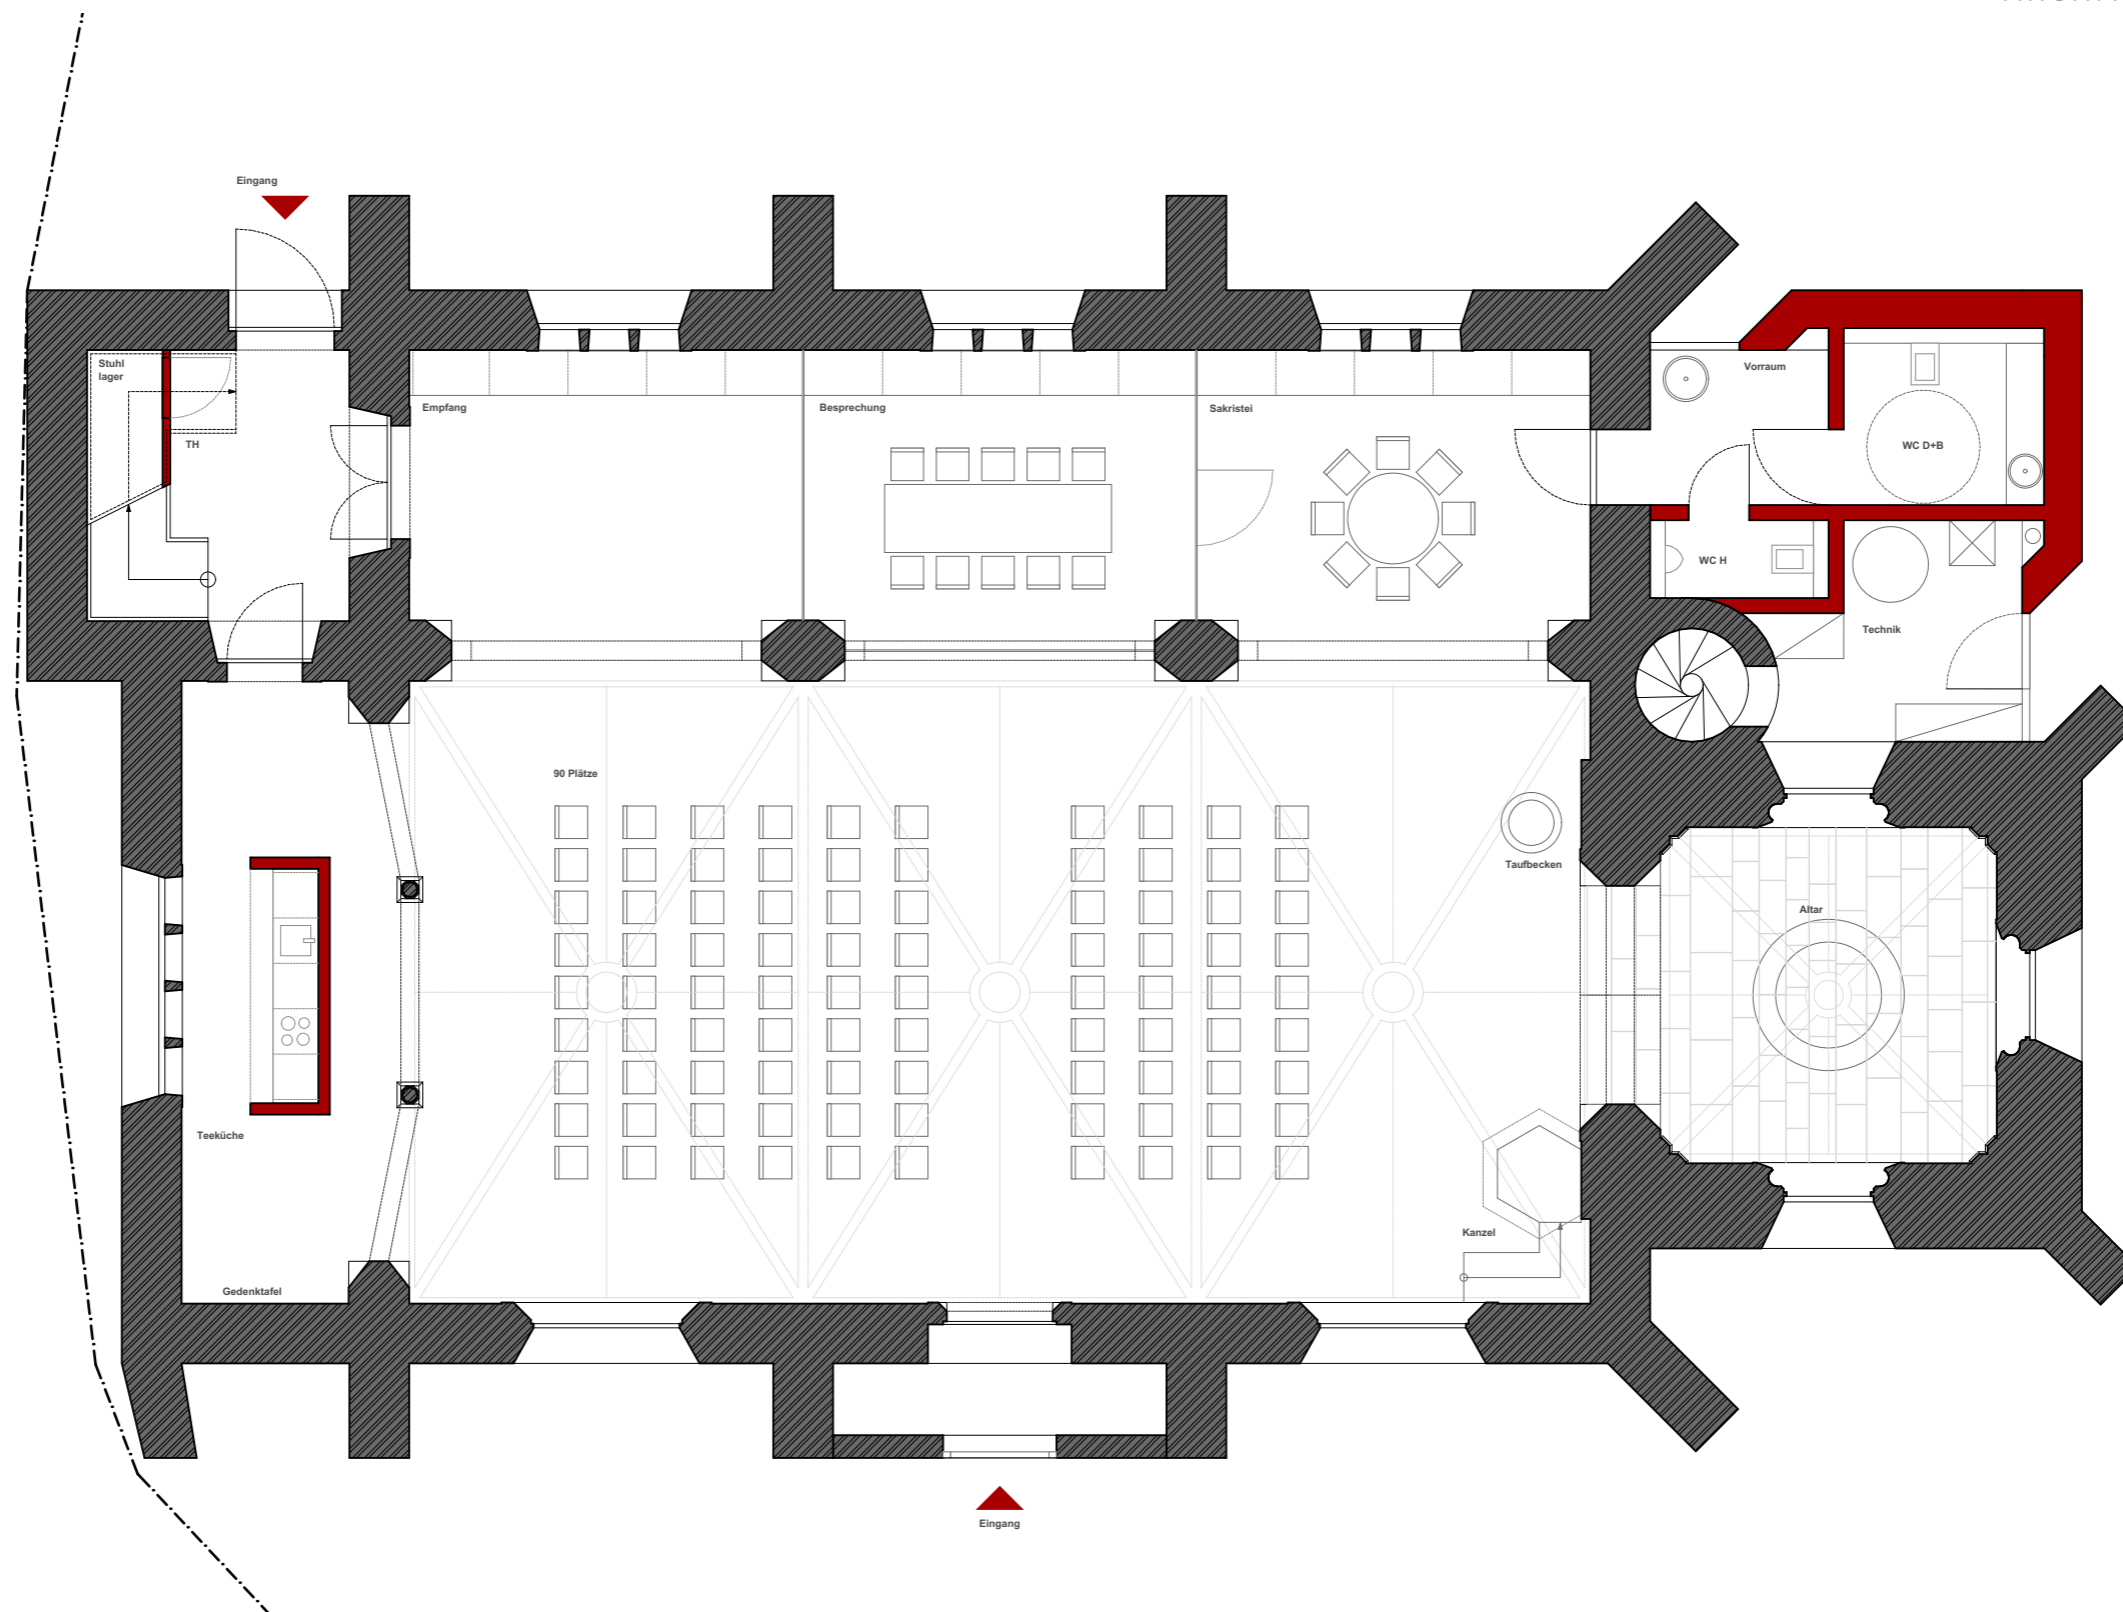 Eingang
Stuhl
lager
TH
Empfang
Besprechung
Sakristei
Vorraum
WC D+B
WC H
Technik
90 Plätze
Taufbecken
Altar
Teeküche
Kanzel
Gedenktafel
Eingang